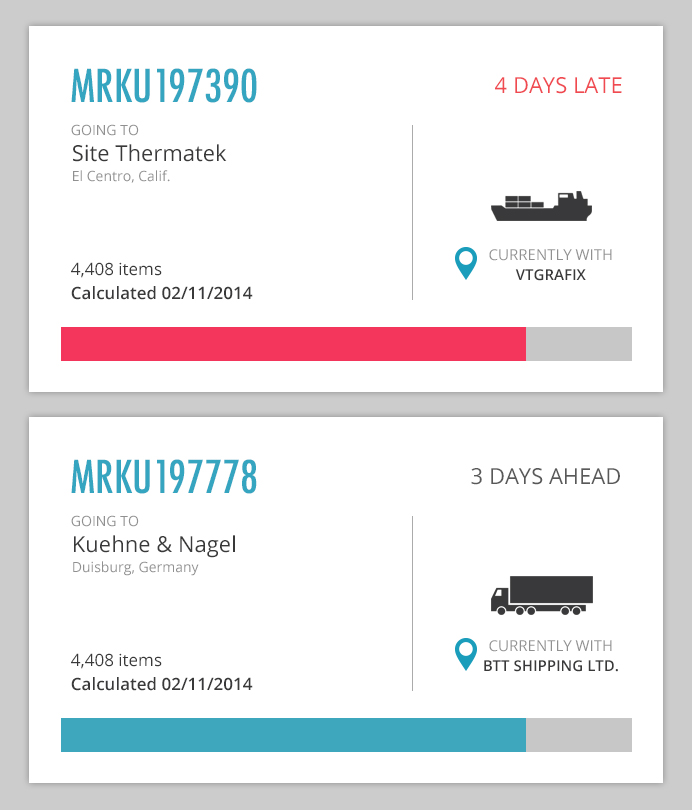 MRKU197390
4 DAYS LATE
GOING TO
Site Thermatek
El Centro, Calif.
4,408 items
Calculated 02/11/2014
CURRENTLY WITH
VTGRAFIX
MRKU197778
3 DAYS AHEAD
GOING TO
Kuehne & Nagel
Duisburg, Germany
4,408 items
Calculated 02/11/2014
CURRENTLY WITH
BTT SHIPPING LTD.